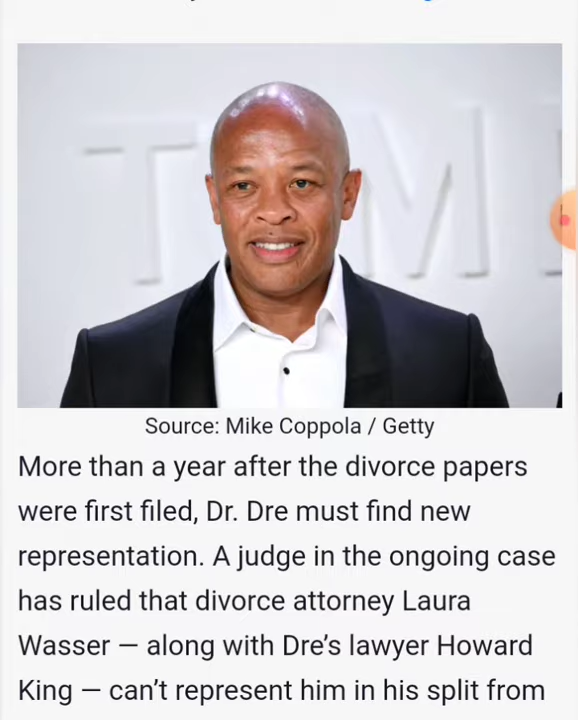 TIM
Source: Mike Coppola / Getty
More than a year after the divorce papers
were first filed, Dr. Dre must find new
representation. A judge in the ongoing case
has ruled that divorce attorney Laura
Wasser — along with Dre’s lawyer Howard
King — can’t represent him in his split from